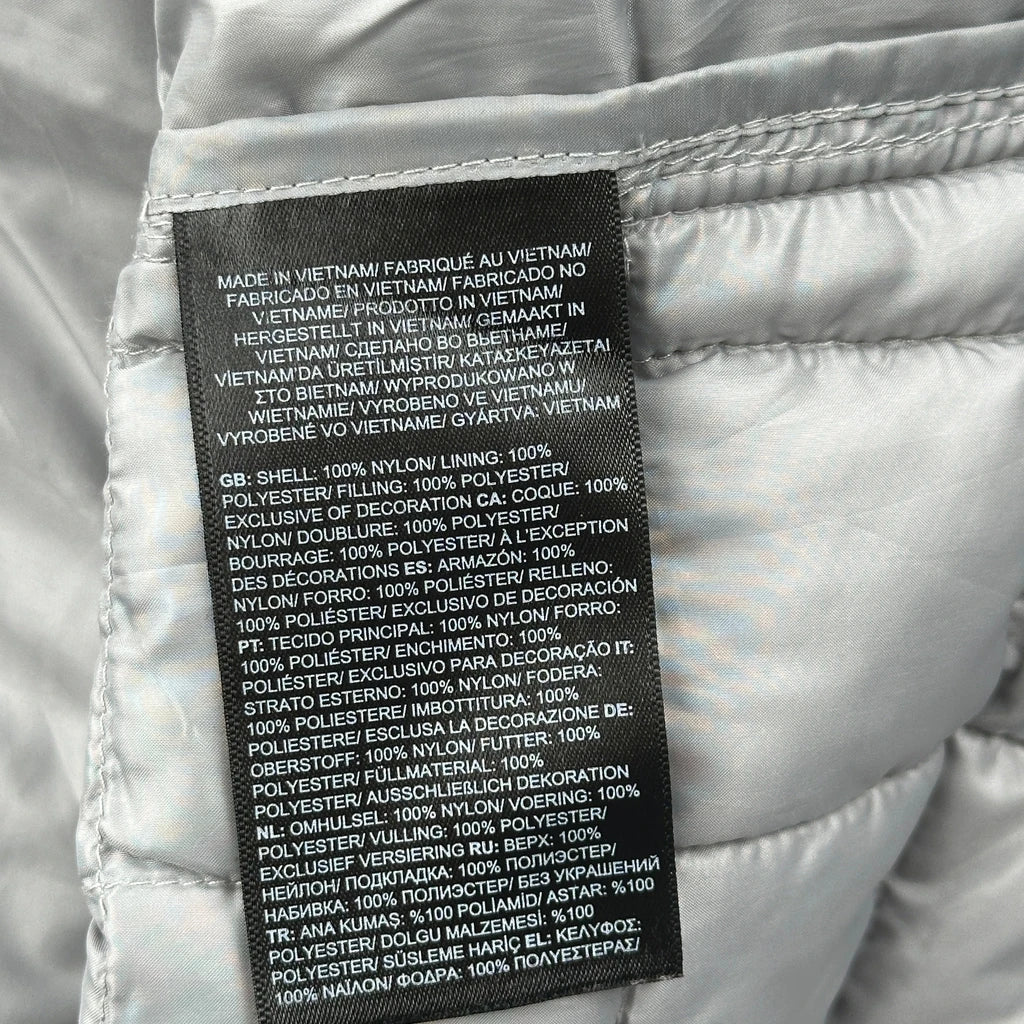 MADE IN VIETNAM/ FABRIQUÉ AU VIETNAM/
FABRICADO EN VIETNAM/ FABRICADO NO
VIETNAME/ PRODOTTO IN VIETNAM/
HERGESTELLT IN VIETNAM/ GEMAAKT IN
VIETNAM/ СДЕЛАНО ВО ВЬЕТНАМЕ/
VİETNAM'DA ÜRETİLMİŞTİR/ ΚΑΤΑΣΚΕΥΑΖΕΤΑΙ
ΣΤΟ ΒΙΕΤΝΑΜ/ WYPRODUKOWANO W
WIETNAMIE/ VYROBENO VE VIETNAMU/
VYROBENÉ VO VIETNAME/ GYÁRTVA: VIETNAM
GB: SHELL: 100% NYLON/ LINING: 100%
POLYESTER/ FILLING: 100% POLYESTER/
EXCLUSIVE OF DECORATION CA: COQUE: 100%
NYLON/ DOUBLURE: 100% POLYESTER/
BOURRAGE: 100% POLYESTER/ À L'EXCEPTION
DES DÉCORATIONS ES: ARMAZÓN: 100%
NYLON/ FORRO: 100% POLIÉSTER/ RELLENO:
100% POLIÉSTER/ EXCLUSIVO DE DECORACIÓN
PT: TECIDO PRINCIPAL: 100% NYLON/ FORRO:
100% POLIÉSTER/ ENCHIMENTO: 100%
POLIÉSTER/ EXCLUSIVO PARA DECORAÇÃO IT:
STRATO ESTERNO: 100% NYLON/ FODERA:
100% POLIESTERE/ IMBOTTITURA: 100%
POLIESTERE/ ESCLUSA LA DECORAZIONE DE:
OBERSTOFF: 100% NYLON/ FUTTER: 100%
POLYESTER/ FÜLLMATERIAL: 100%
POLYESTER/ AUSSCHLIEßLICH DEKORATION
NL: OMHULSEL: 100% NYLON/ VOERING: 100%
POLYESTER/ VULLING: 100% POLYESTER/
EXCLUSIEF VERSIERING RU: ВЕРХ: 100%
НЕЙЛОН/ ПОДКЛАДКА: 100% ПОЛИЭСТЕР/
НАБИВКА: 100% ПОЛИЭСТЕР/ БЕЗ УКРАШЕНИЙ
TR: ANA KUMAŞ: %100 POLİAMİD/ ASTAR: %100
POLYESTER/ DOLGU MALZEMESİ: %100
POLYESTER/ SÜSLEME HARİÇ EL: ΚΕΛΥΦΟΣ:
100% ΝΑΪΛΟΝ/ ΦΟΔΡΑ: 100% ΠΟΛΥΕΣΤΕΡΑΣ/